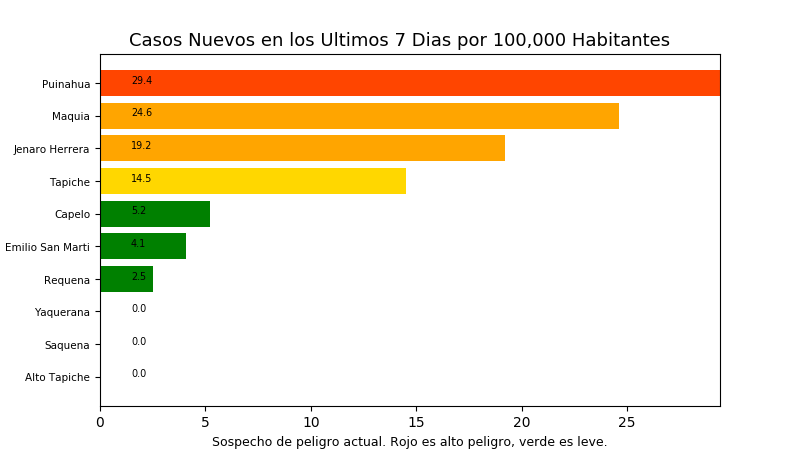 Casos Nuevos en los Ultimos 7 Dias por 100,000 Habitantes
Puinahua 29.4
Maquia 24.6
Jenaro Herrera 19.2
Tapiche 14.5
Capelo 5.2
Emilio San Marti 4.1
Requena 2.5
Yaquerana 0.0
Saquena 0.0
Alto Tapiche 0.0
0 5 10 15 20 25
Sospecho de peligro actual. Rojo es alto peligro, verde es leve.